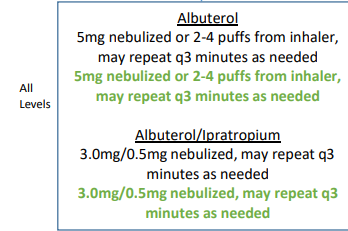 Albuterol
5mg nebulized or 2-4 puffs from inhaler,
may repeat q3 minutes as needed
5mg nebulized or 2-4 puffs from inhaler,
may repeat q3 minutes as needed
All
Levels
Albuterol/Ipratropium
3.0mg/0.5mg nebulized, may repeat q3
minutes as needed
3.0mg/0.5mg nebulized, may repeat q3
minutes as needed